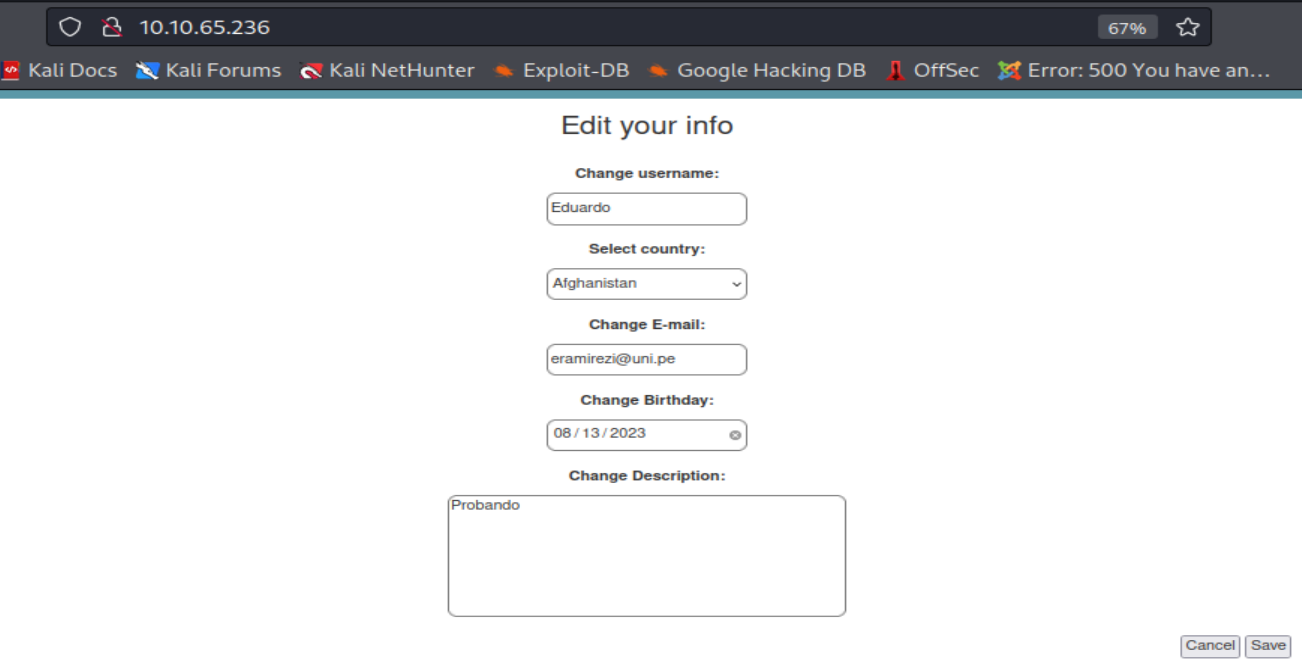 10.10.65.236 67%
Kali Docs Kali Forums Kali NetHunter Exploit-DB Google Hacking DB OffSec Error: 500 You have an…
Edit your info
Change username:
Eduardo
Select country:
Afghanistan
Change E-mail:
eramirezi@uni.pe
Change Birthday:
08/13/2023
Change Description:
Probando
Cancel Save